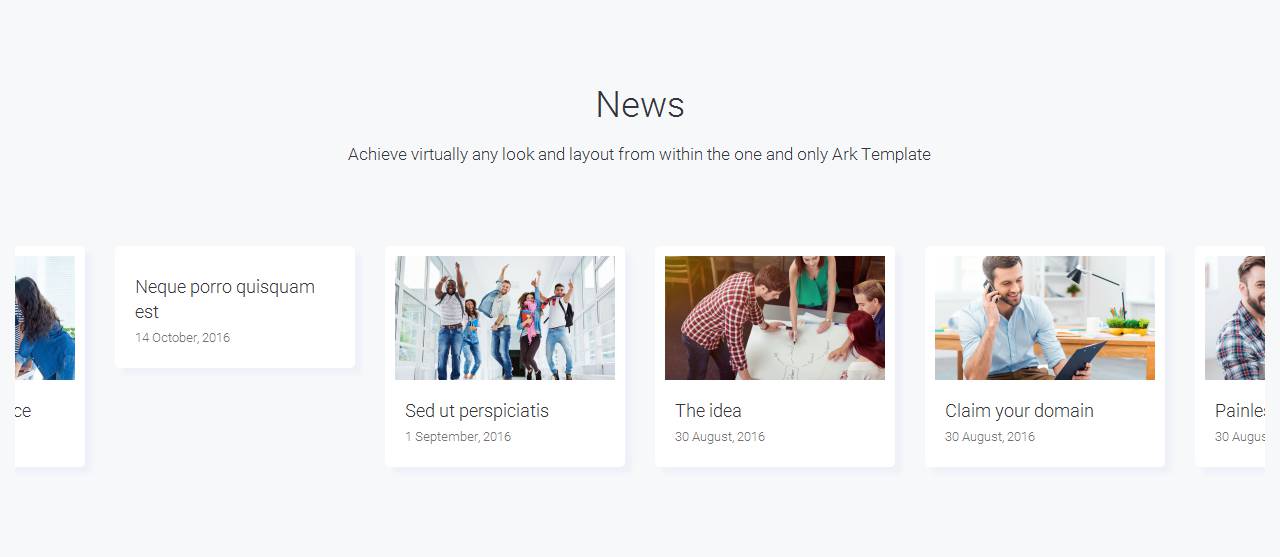 News
Achieve virtually any look and layout from within the one and only Ark Template
ce
Neque porro quisquam
est
14 October, 2016
Sed ut perspiciatis
1 September, 2016
The idea
30 August, 2016
Claim your domain
30 August, 2016
Painles
30 Augus